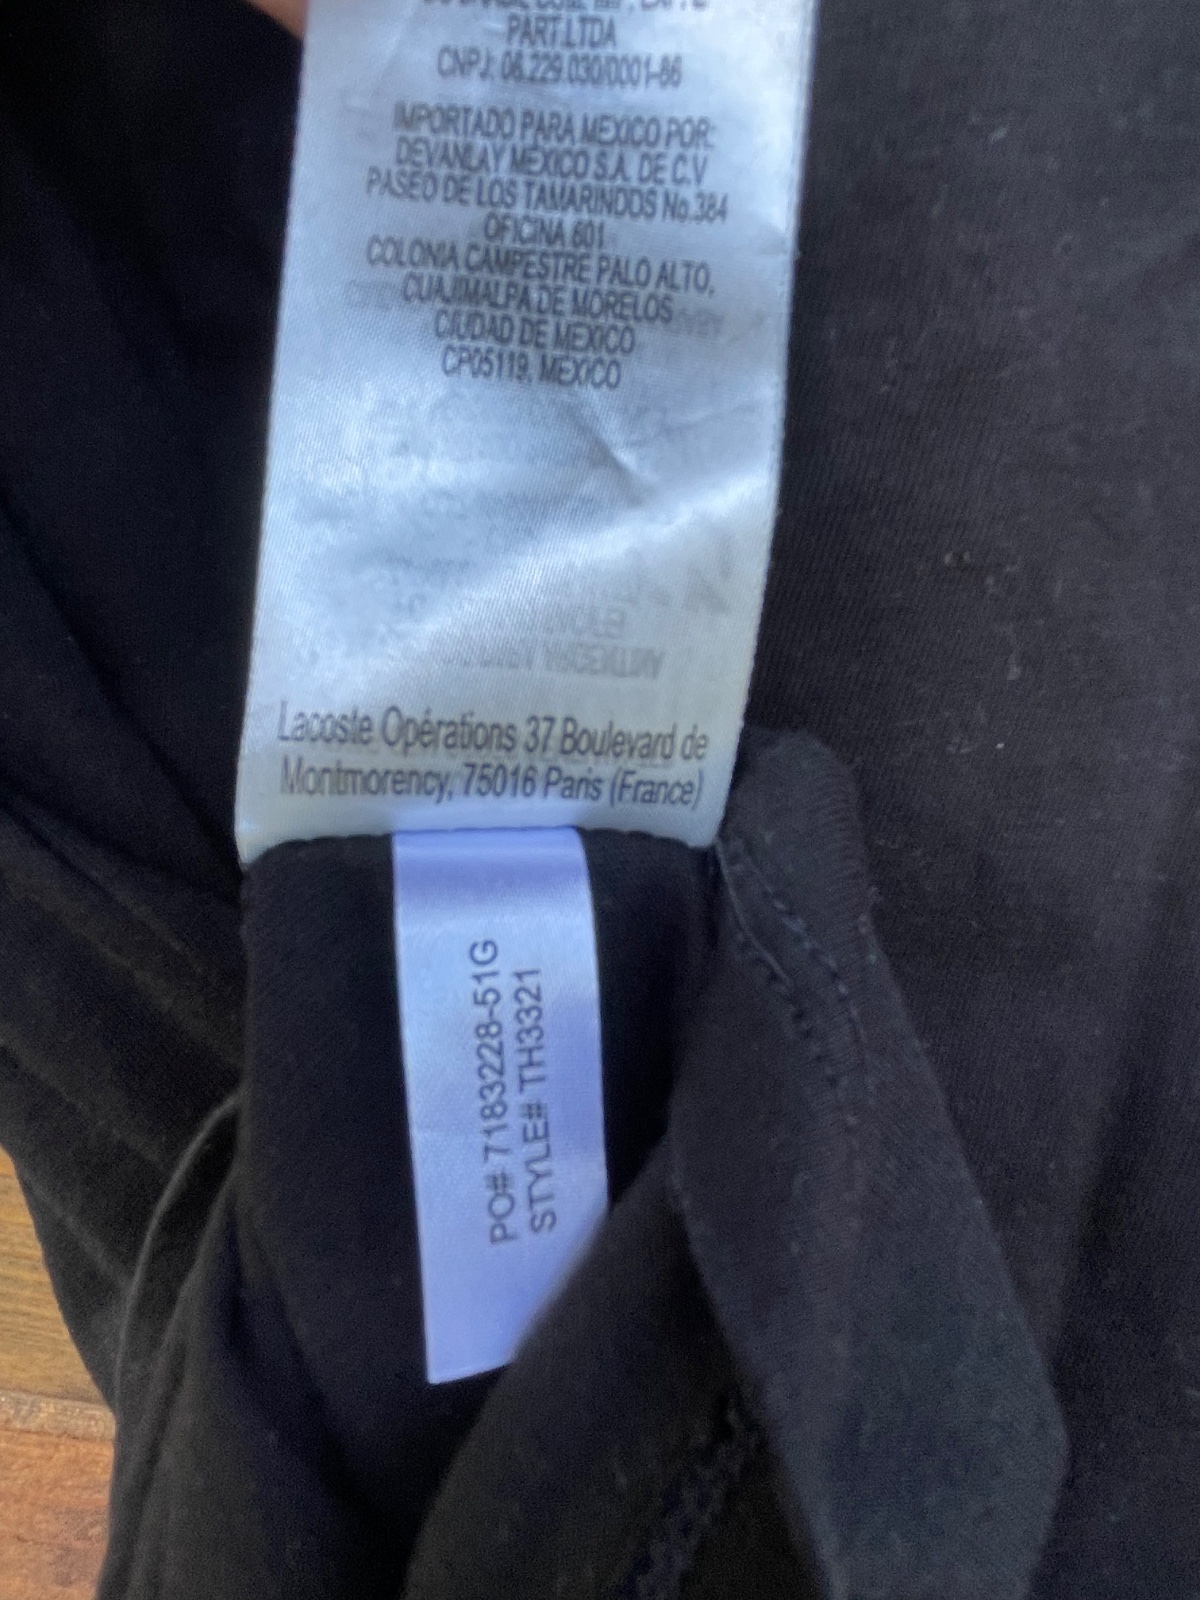 PART.LTDA
CNPJ: 06.229.030/0001-86
IMPORTADO PARA MEXICO POR:
DEVANLAY MEXICO S.A. DE C.V
PASEO DE LOS TAMARINDOS No.384
OFICINA 601
COLONIA CAMPESTRE PALO ALTO,
CUAJIMALPA DE MORELOS
CIUDAD DE MEXICO
CP05119, MEXICO
Lacoste Opérations 37 Boulevard de
Montmorency, 75016 Paris (France)
PO# 7183228-51G
STYLE# TH3321